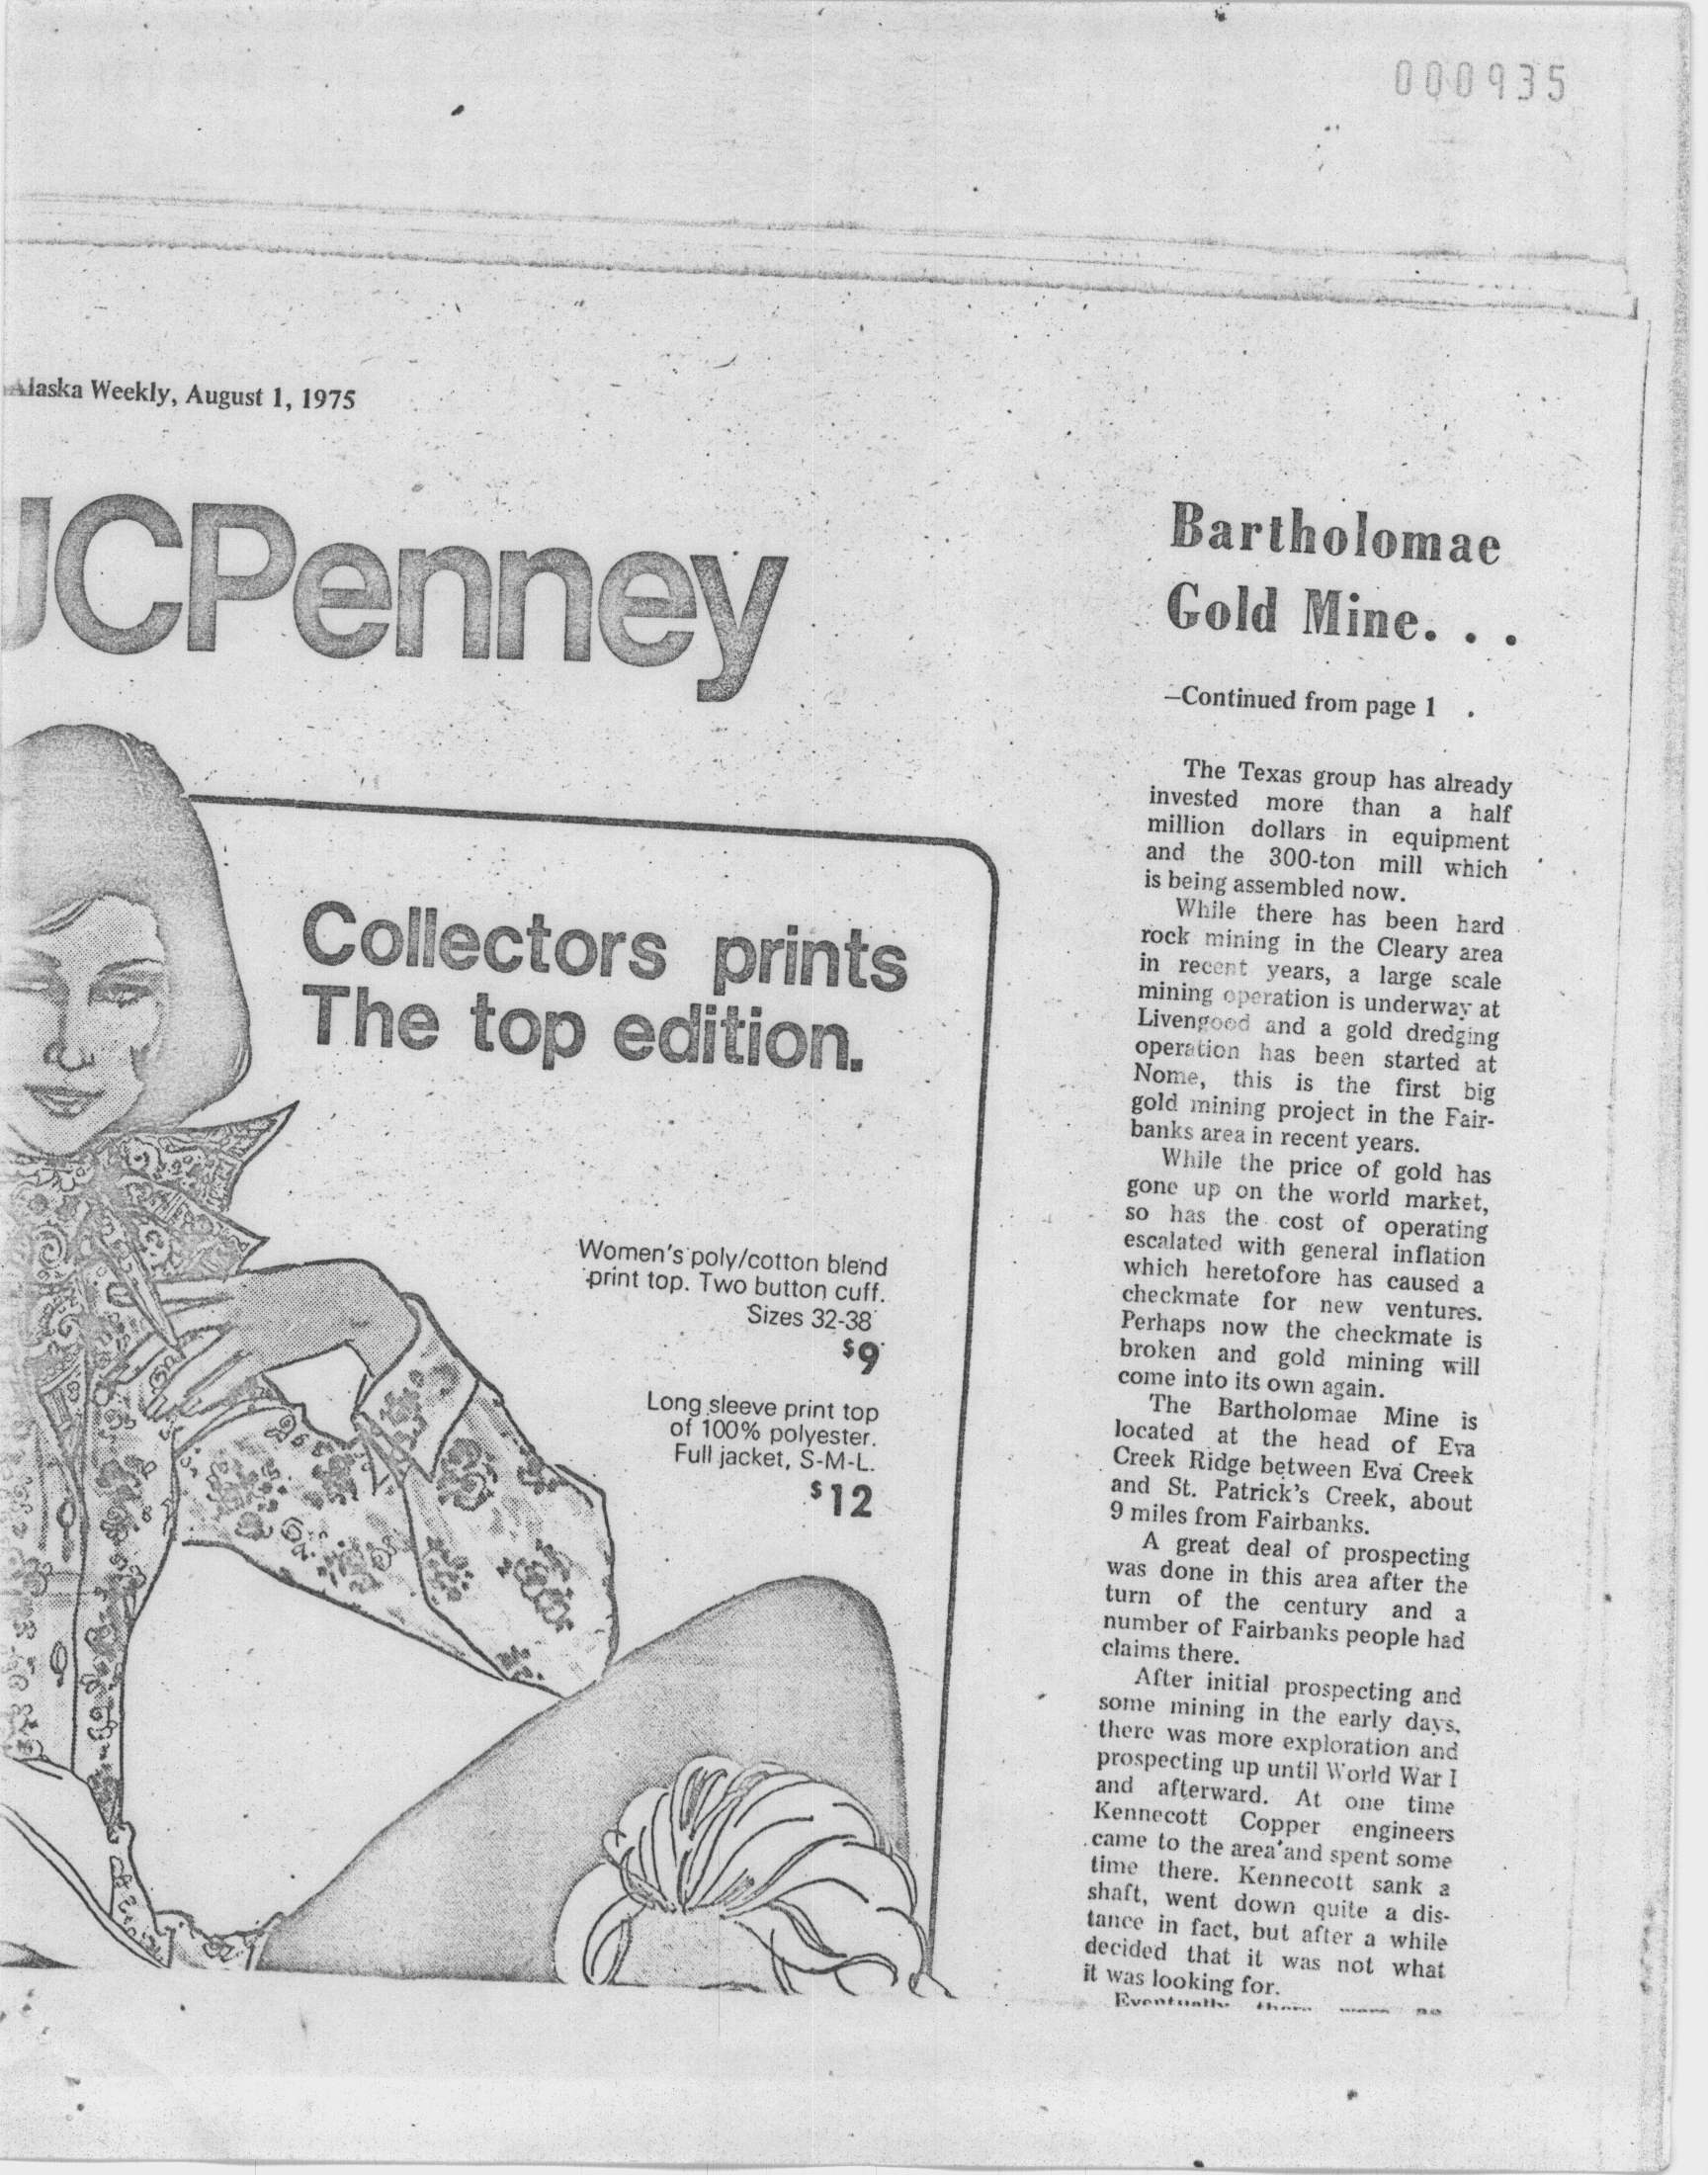 000935
Alaska Weekly, August 1, 1975
JCPenney
Collectors prints
The top edition.
Women's poly/cotton blend
print top. Two button cuff.
Sizes 32-38
$9
Long sleeve print top
of 100% polyester.
Full jacket, S-M-L.
$12
Bartholomae
Gold Mine. . .
—Continued from page 1
The Texas group has already
invested more than a half
million dollars in equipment
and the 300-ton mill which
is being assembled now.
While there has been hard
rock mining in the Cleary area
in recent years, a large scale
mining operation is underway at
Livengood and a gold dredging
operation has been started at
Nome, this is the first big
gold mining project in the Fair-
banks area in recent years.
While the price of gold has
gone up on the world market,
so has the cost of operating
escalated with general inflation
which heretofore has caused a
checkmate for new ventures.
Perhaps now the checkmate is
broken and gold mining will
come into its own again.
The Bartholomae Mine is
located at the head of Eva
Creek Ridge between Eva Creek
and St. Patrick's Creek, about
9 miles from Fairbanks.
A great deal of prospecting
was done in this area after the
turn of the century and a
number of Fairbanks people had
claims there.
After initial prospecting and
some mining in the early days,
there was more exploration and
prospecting up until World War I
and afterward. At one time
Kennecott Copper engineers
came to the area and spent some
time there. Kennecott sank a
shaft, went down quite a dis-
tance in fact, but after a while
decided that it was not what
it was looking for.
Eventually there were